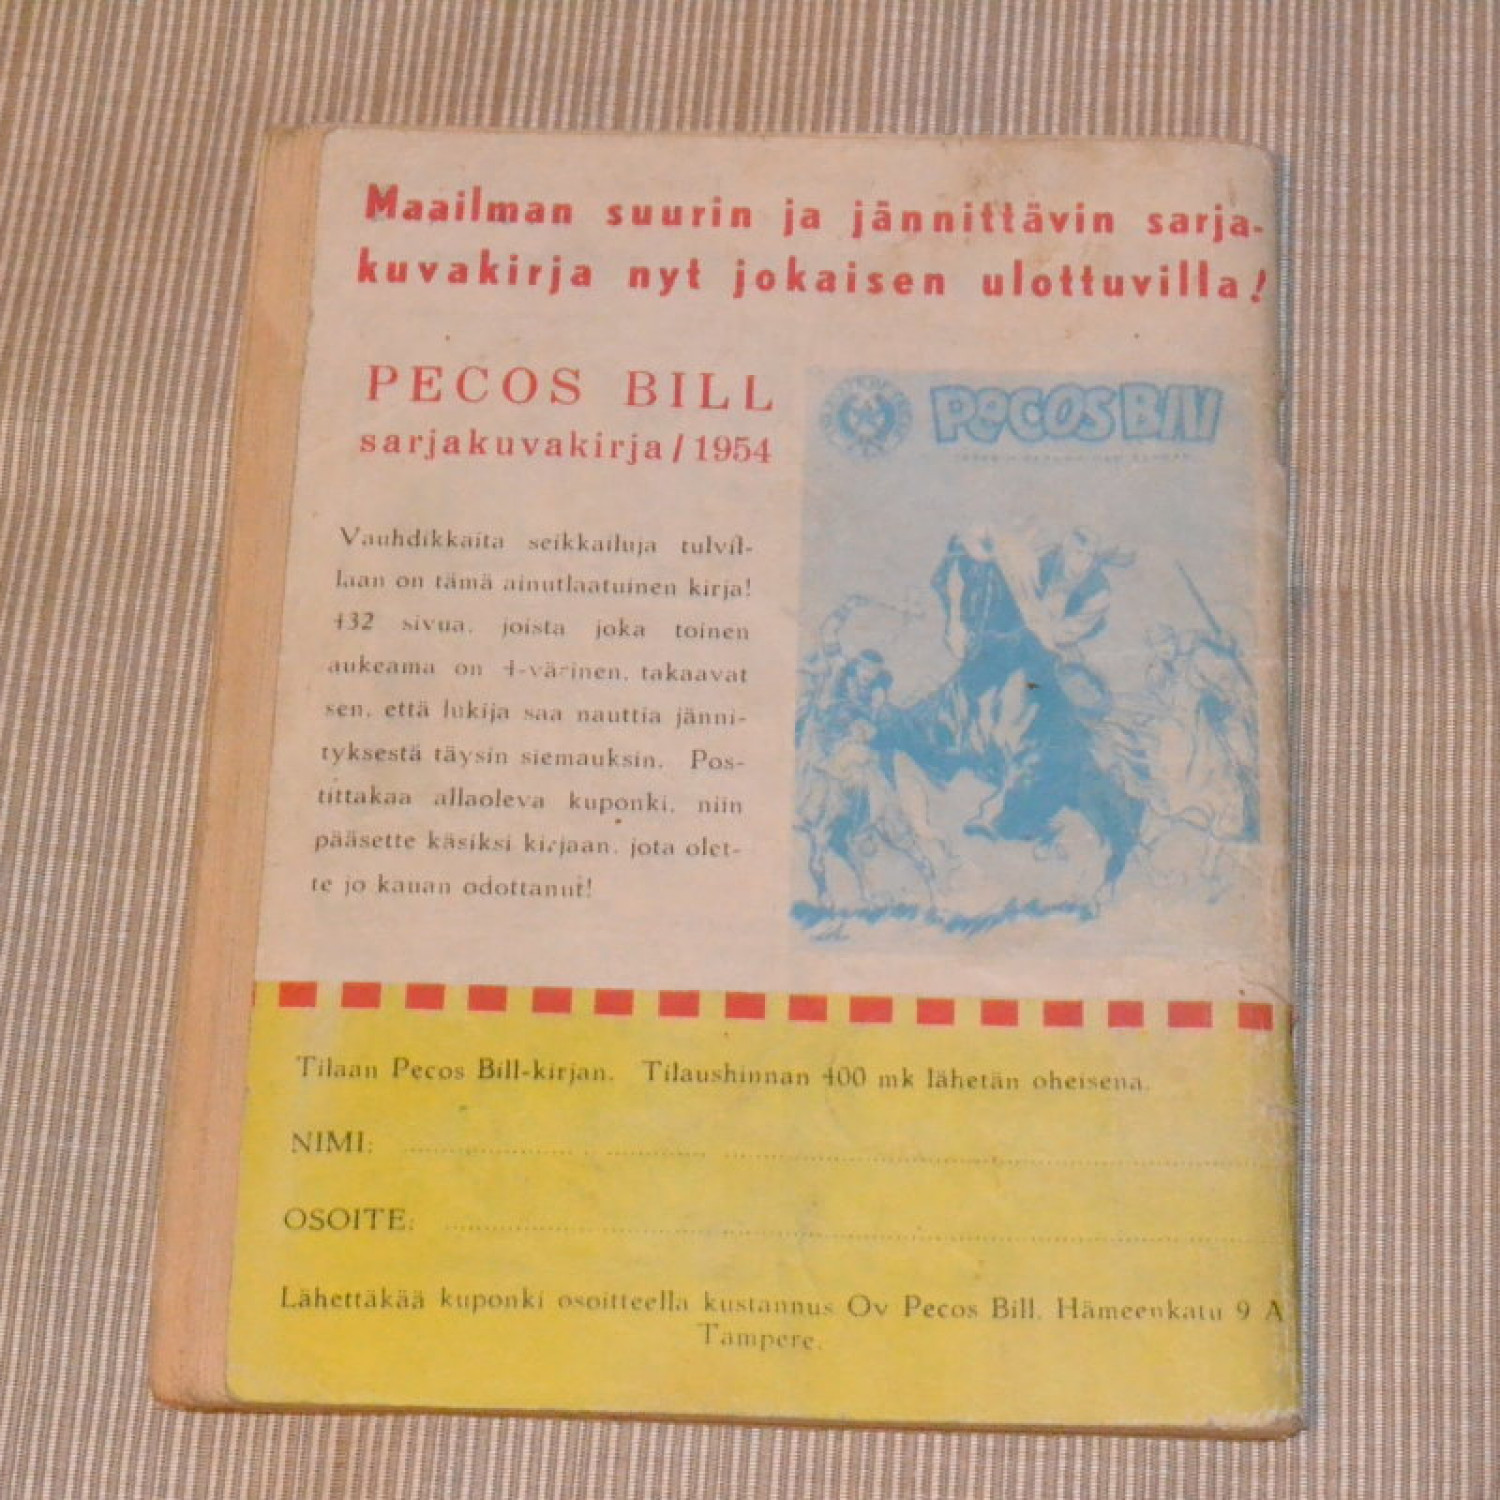 Maailman suurin ja jännittävin sarja-
kuvakirja nyt jokaisen ulottuvilla!
PECOS BILL
sarjakuvakirja/1954
PECOS BILL
Vauhdikkaita seikkailuja tulvil-
laan on tämä ainutlaatuinen kirja!
432 sivua, joista joka toinen
aukeama on 4-värinen, takaavat
sen, että lukija saa nauttia jänni-
tyksestä täysin siemauksin. Pos-
tittakaa allaoleva kuponki, niin
pääsette käsiksi kirjaan, jota olet-
te jo kauan odottanut!
Tilaan Pecos Bill-kirjan. Tilaushinnan 400 mk lähetän oheisena.
NIMI:
OSOITE:
Lähettäkää kuponki osoitteella kustannus Oy Pecos Bill, Hämeenkatu 9 A
Tampere.